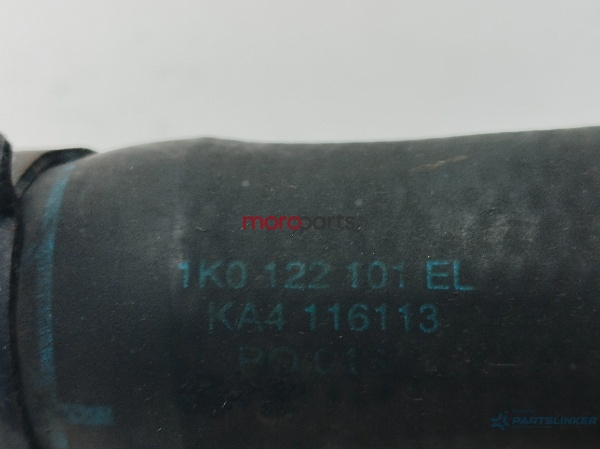 moroparts
1K0 122 101 EL
KA4 116113
PARTSLINKER